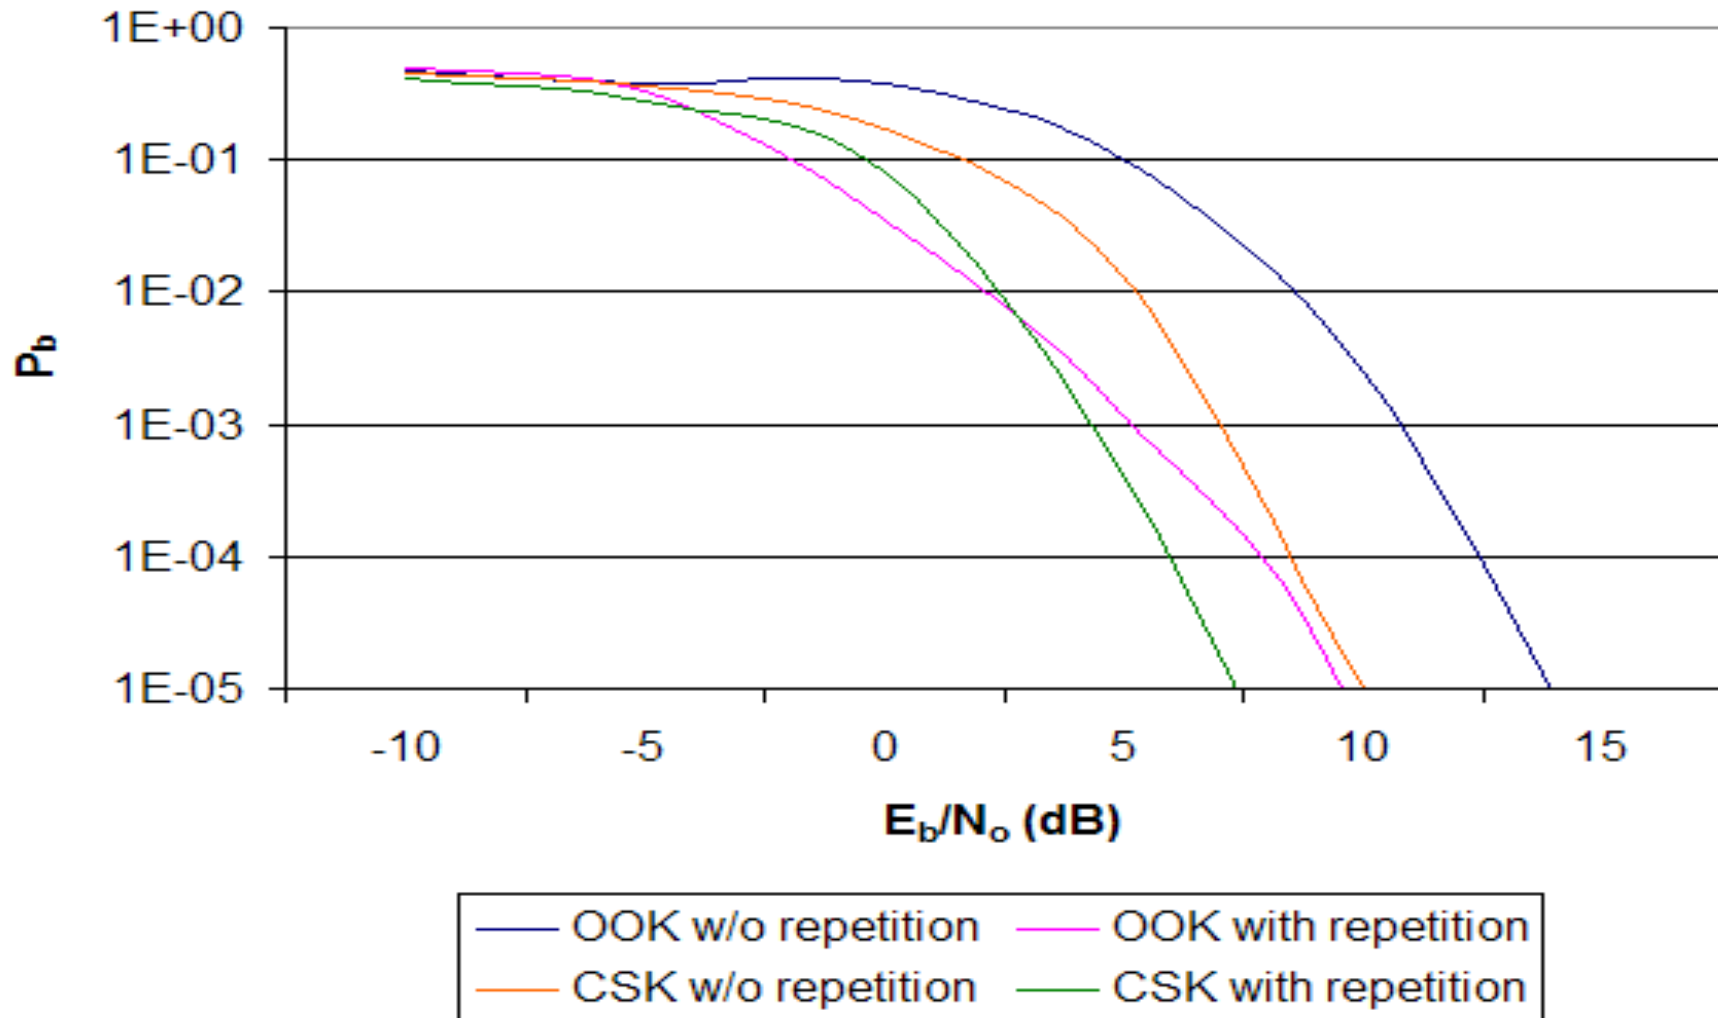 1E+00
1E-01
1E-02
1E-03
1E-04
1E-05
Pb
-10 -5 0 5 10 15
Eb/No (dB)
OOK w/o repetition OOK with repetition
CSK w/o repetition CSK with repetition